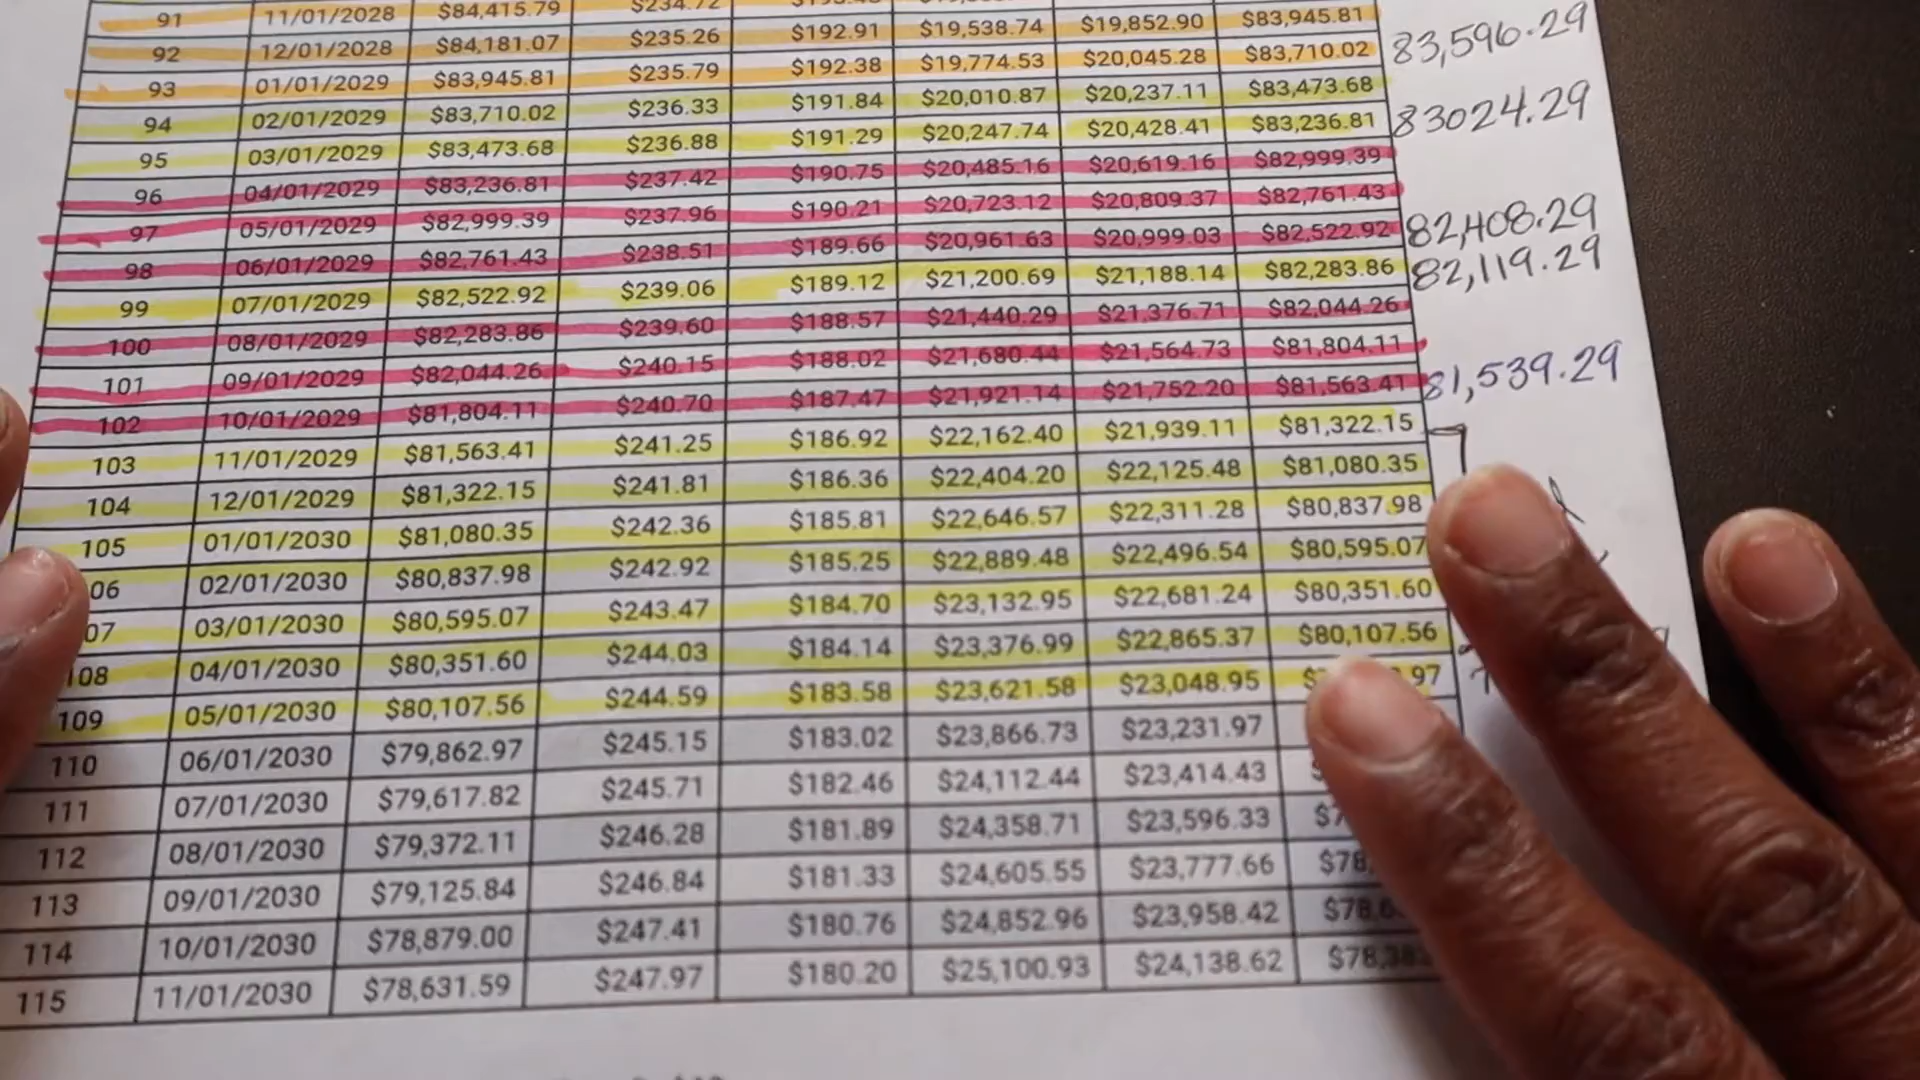 91 11/01/2028 $84,415.79 $234.72
92 12/01/2028 $84,181.07 $235.26 $192.91 $19,538.74 $19,852.90 $83,945.81
93 01/01/2029 $83,945.81 $235.79 $192.38 $19,774.53 $20,045.28 $83,710.02 83,596.29
94 02/01/2029 $83,710.02 $236.33 $191.84 $20,010.87 $20,237.11 $83,473.68
95 03/01/2029 $83,473.68 $236.88 $191.29 $20,247.74 $20,428.41 $83,236.81 83024.29
96 04/01/2029 $83,236.81 $237.42 $190.75 $20,485.16 $20,619.16 $82,999.39
97 05/01/2029 $82,999.39 $237.96 $190.21 $20,723.12 $20,809.37 $82,761.43
98 06/01/2029 $82,761.43 $238.51 $189.66 $20,961.63 $20,999.03 $82,522.92 82,408.29
99 07/01/2029 $82,522.92 $239.06 $189.12 $21,200.69 $21,188.14 $82,283.86 82,119.29
100 08/01/2029 $82,283.86 $239.60 $188.57 $21,440.29 $21,376.71 $82,044.26
101 09/01/2029 $82,044.26 $240.15 $188.02 $21,680.44 $21,564.73 $81,804.11
102 10/01/2029 $81,804.11 $240.70 $187.47 $21,921.14 $21,752.20 $81,563.41 81,539.29
103 11/01/2029 $81,563.41 $241.25 $186.92 $22,162.40 $21,939.11 $81,322.15
104 12/01/2029 $81,322.15 $241.81 $186.36 $22,404.20 $22,125.48 $81,080.35
105 01/01/2030 $81,080.35 $242.36 $185.81 $22,646.57 $22,311.28 $80,837.98
06 02/01/2030 $80,837.98 $242.92 $185.25 $22,889.48 $22,496.54 $80,595.07
07 03/01/2030 $80,595.07 $243.47 $184.70 $23,132.95 $22,681.24 $80,351.60
108 04/01/2030 $80,351.60 $244.03 $184.14 $23,376.99 $22,865.37 $80,107.56
109 05/01/2030 $80,107.56 $244.59 $183.58 $23,621.58 $23,048.95
110 06/01/2030 $79,862.97 $245.15 $183.02 $23,866.73 $23,231.97
111 07/01/2030 $79,617.82 $245.71 $182.46 $24,112.44 $23,414.43
112 08/01/2030 $79,372.11 $246.28 $181.89 $24,358.71 $23,596.33
113 09/01/2030 $79,125.84 $246.84 $181.33 $24,605.55 $23,777.66
114 10/01/2030 $78,879.00 $247.41 $180.76 $24,852.96 $23,958.42
115 11/01/2030 $78,631.59 $247.97 $180.20 $25,100.93 $24,138.62